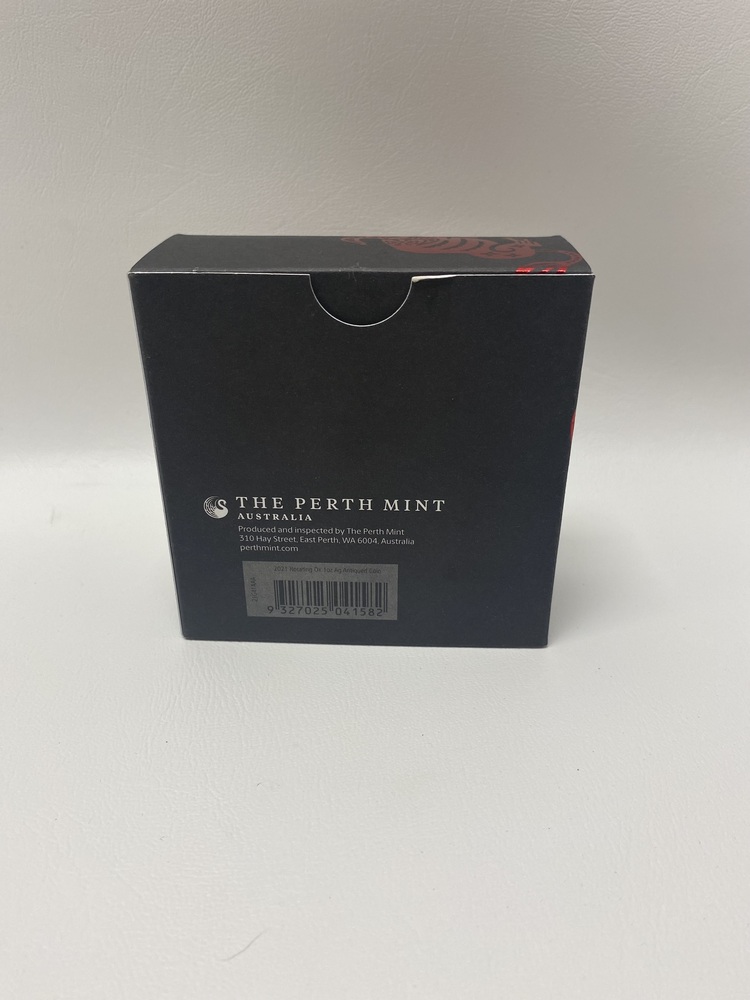 THE PERTH MINT
AUSTRALIA
Produced and inspected by The Perth Mint
310 Hay Street, East Perth, WA 6004, Australia
perthmint.com
9 327025 041582